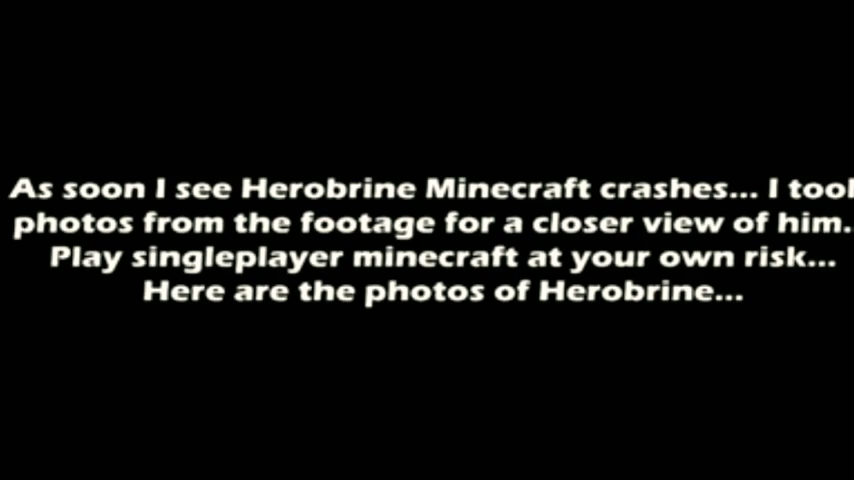 As soon I see Herobrine Minecraft crashes... I took
photos from the footage for a closer view of him.
Play singleplayer minecraft at your own risk...
Here are the photos of Herobrine...